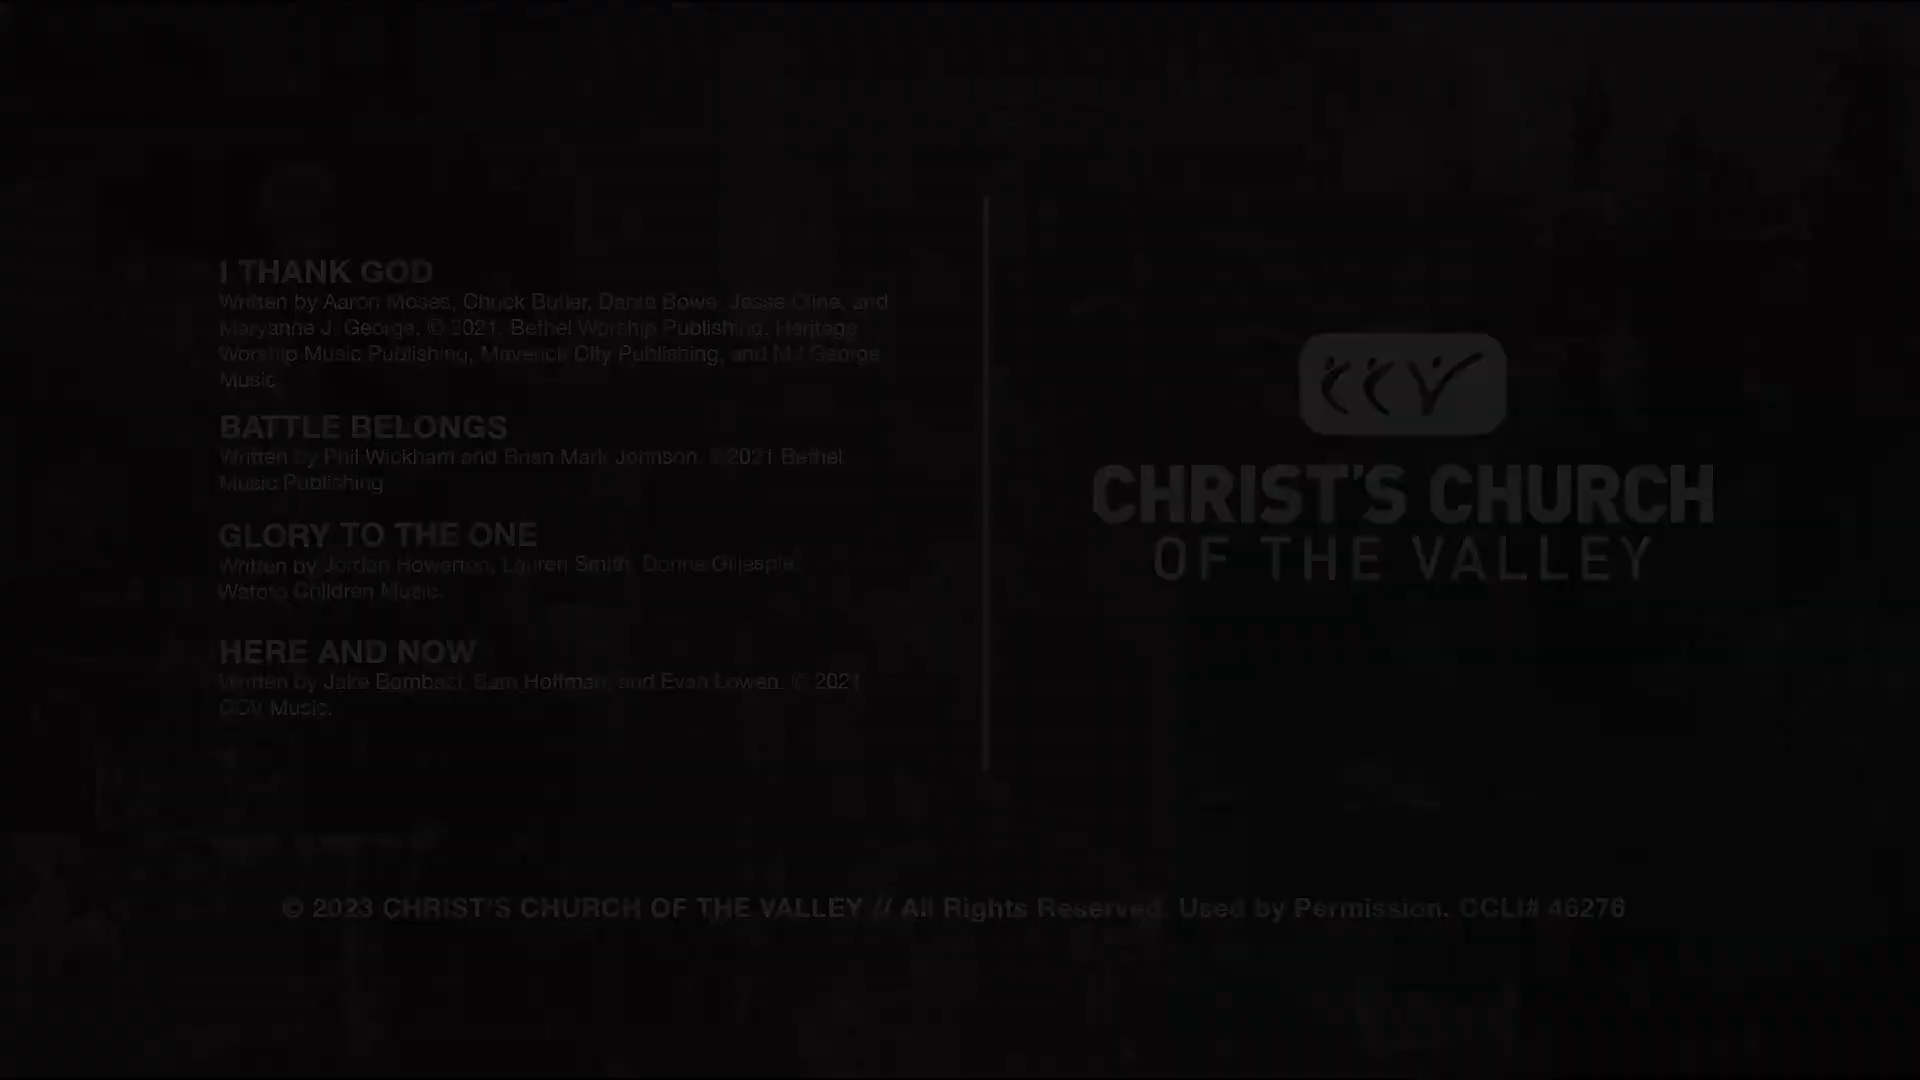 I THANK GOD
Written by Aaron Moses, Chuck Butler, Dante Bowe, Jesse Cline, and
Maryanne J. George. © 2021. Bethel Worship Publishing, Heritage
Worship Music Publishing, Maverick City Publishing, and MJ George
Music.
BATTLE BELONGS
Written by Phil Wickham and Brian Mark Johnson. ©2021 Bethel
Music Publishing
GLORY TO THE ONE
Written by Jordan Howerton, Lauren Smith, Donna Gillespie.
Watoto Children Music.
HERE AND NOW
Written by Jake Bombaci, Sam Hoffman, and Evan Lowen. © 2021
CCV Music.
CCV
CHRIST'S CHURCH
OF THE VALLEY
© 2023 CHRIST'S CHURCH OF THE VALLEY // All Rights Reserved. Used by Permission. CCLI# 46276